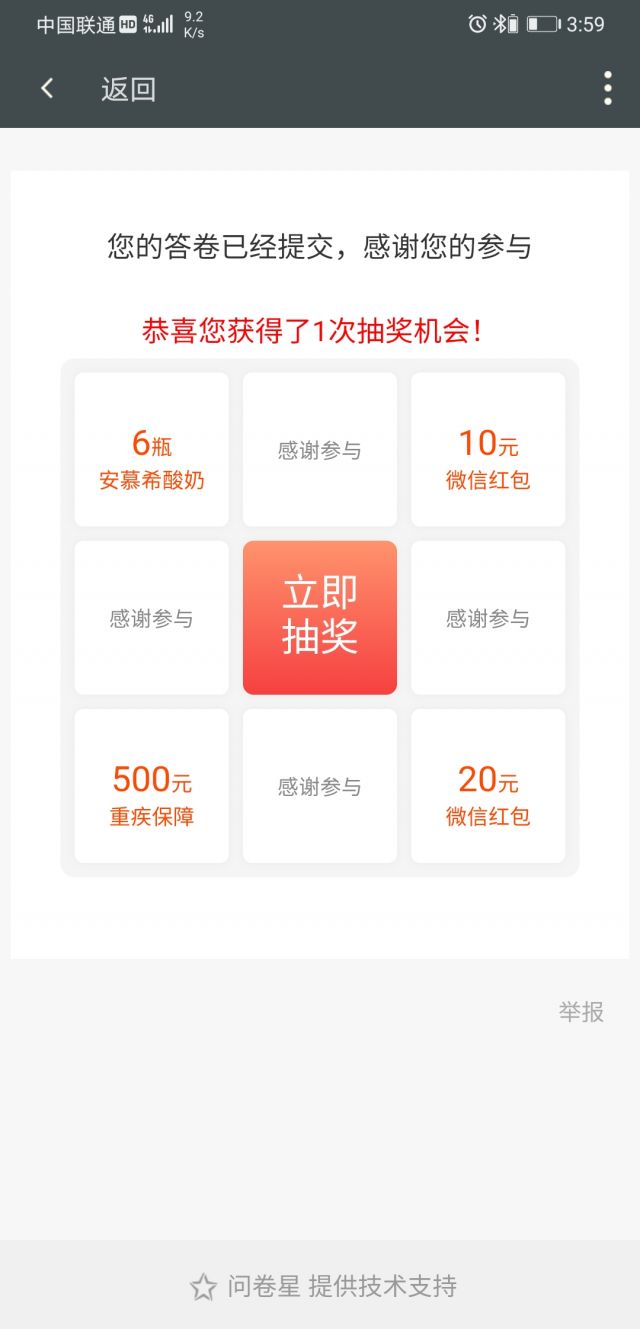 中国联通 HD 4G 9.2 K/s 3:59
返回
您的答卷已经提交，感谢您的参与
恭喜您获得了1次抽奖机会！
6瓶
安慕希酸奶
感谢参与
10元
微信红包
感谢参与
立即
抽奖
感谢参与
500元
重疾保障
感谢参与
20元
微信红包
举报
问卷星 提供技术支持